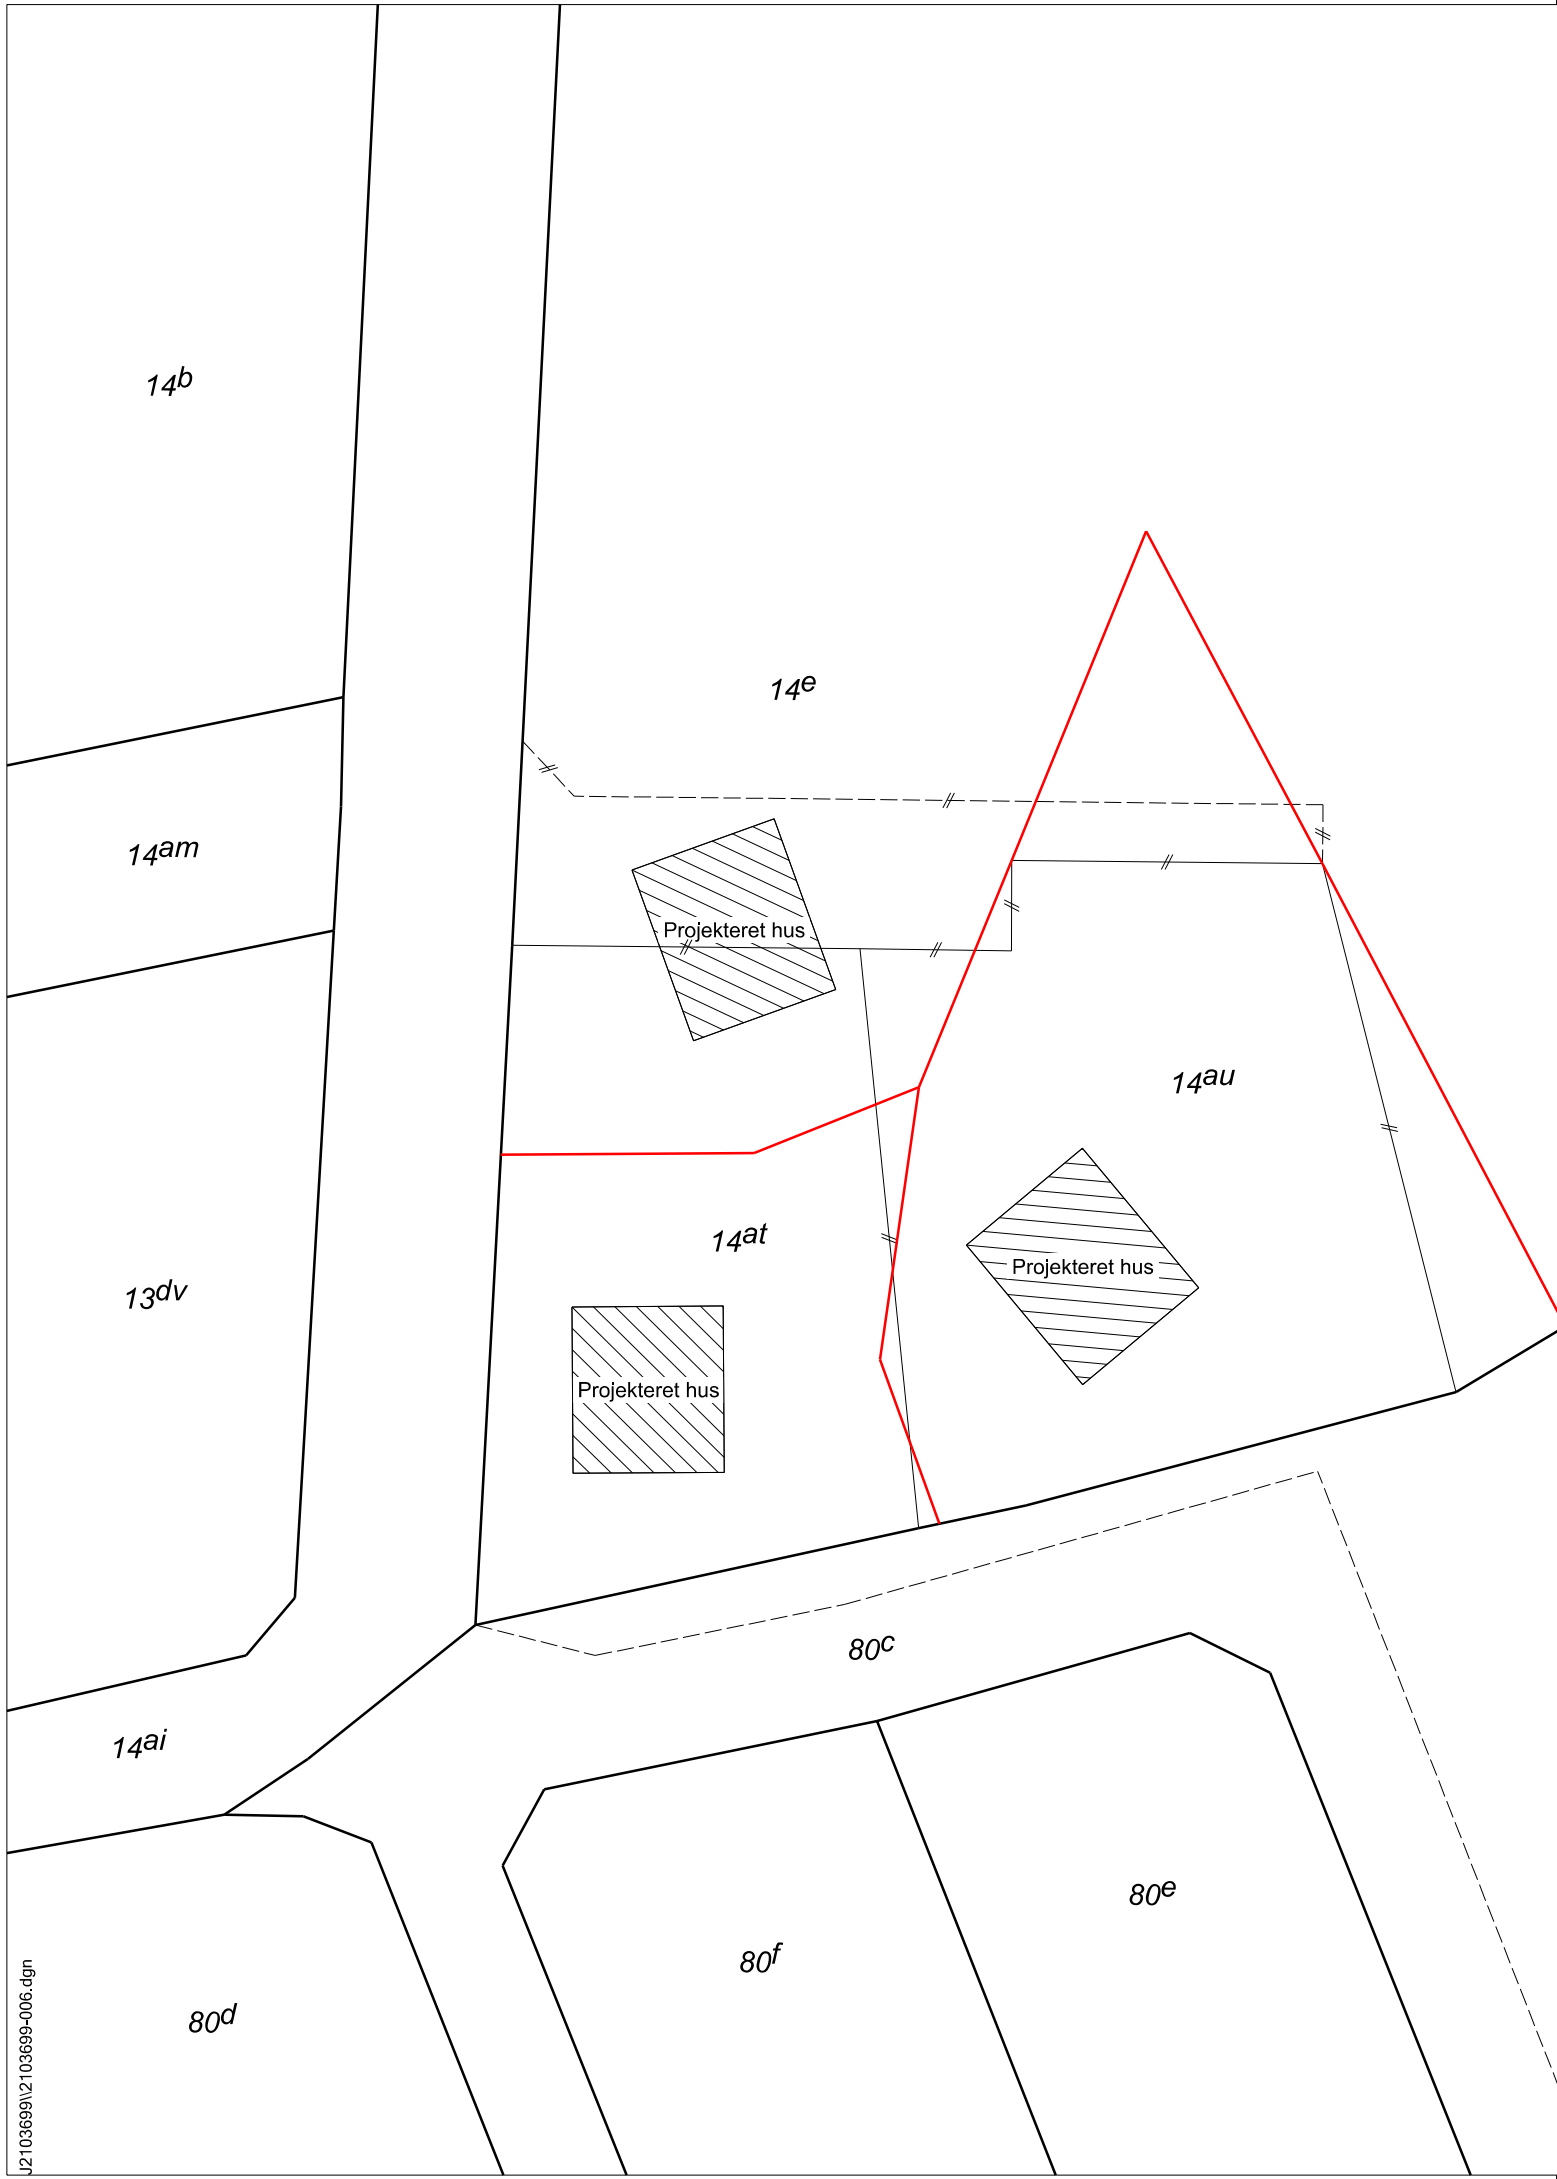 14b
14e
14am
Projekteret hus
14au
14at
Projekteret hus
13dv
Projekteret hus
80c
14ai
80e
80f
80d
J2103699\\2103699-006.dgn